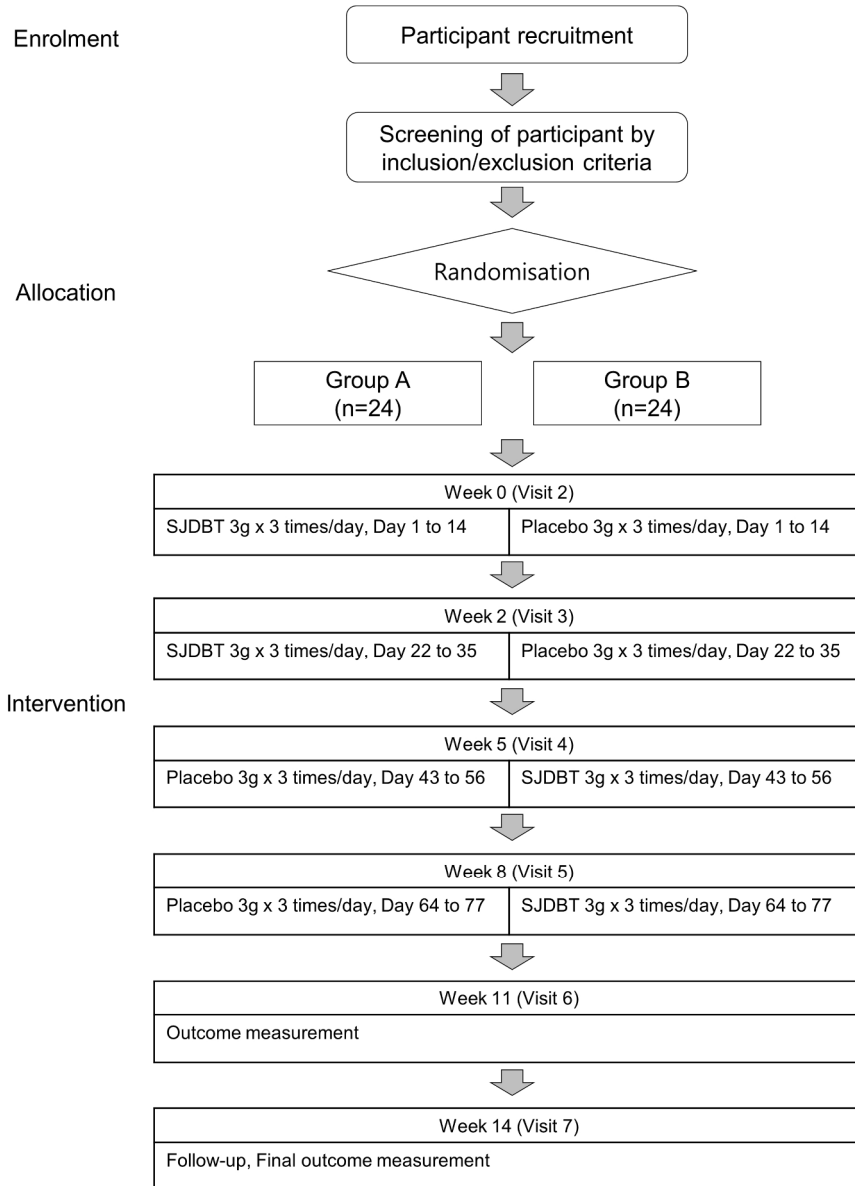 Enrolment
Participant recruitment
Screening of participant by
inclusion/exclusion criteria
Randomisation
Allocation
Group A
(n=24)
Group B
(n=24)
Week 0 (Visit 2)
SJDBT 3g x 3 times/day, Day 1 to 14
Placebo 3g x 3 times/day, Day 1 to 14
Week 2 (Visit 3)
SJDBT 3g x 3 times/day, Day 22 to 35
Placebo 3g x 3 times/day, Day 22 to 35
Intervention
Week 5 (Visit 4)
Placebo 3g x 3 times/day, Day 43 to 56
SJDBT 3g x 3 times/day, Day 43 to 56
Week 8 (Visit 5)
Placebo 3g x 3 times/day, Day 64 to 77
SJDBT 3g x 3 times/day, Day 64 to 77
Week 11 (Visit 6)
Outcome measurement
Week 14 (Visit 7)
Follow-up, Final outcome measurement